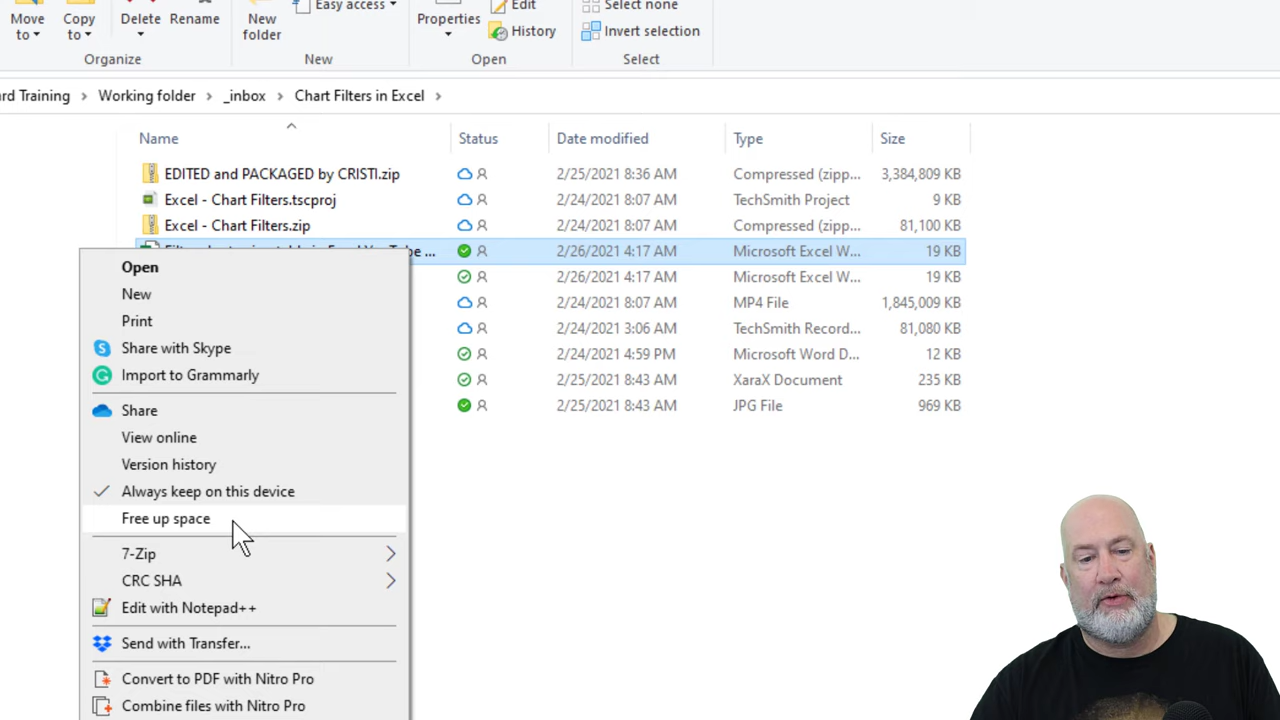 Move to Copy to Delete Rename New folder Easy access Properties Edit History Select none Invert selection
Organize New Open Select
rd Training Working folder _inbox Chart Filters in Excel
Name Status Date modified Type Size
EDITED and PACKAGED by CRISTI.zip 2/25/2021 8:36 AM Compressed (zipp... 3,384,809 KB
Excel - Chart Filters.tscproj 2/24/2021 8:07 AM TechSmith Project 9 KB
Excel - Chart Filters.zip 2/24/2021 8:07 AM Compressed (zipp... 81,100 KB
2/26/2021 4:17 AM Microsoft Excel W... 19 KB
2/26/2021 4:17 AM Microsoft Excel W... 19 KB
2/24/2021 8:07 AM MP4 File 1,845,009 KB
2/24/2021 3:06 AM TechSmith Record... 81,080 KB
2/24/2021 4:59 PM Microsoft Word D... 12 KB
2/25/2021 8:43 AM XaraX Document 235 KB
2/25/2021 8:43 AM JPG File 969 KB
Open
New
Print
Share with Skype
Import to Grammarly
Share
View online
Version history
Always keep on this device
Free up space
7-Zip
CRC SHA
Edit with Notepad++
Send with Transfer...
Convert to PDF with Nitro Pro
Combine files with Nitro Pro